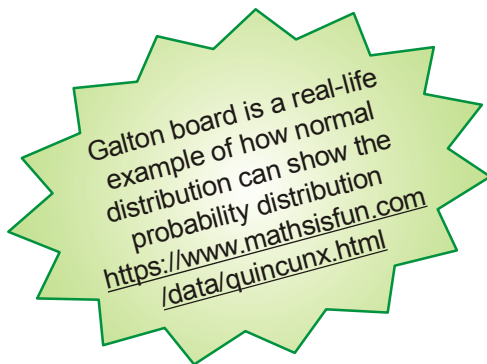 Galton board is a real-life
example of how normal
distribution can show the
probability distribution
https://www.mathsisfun.com
/data/quincunx.html